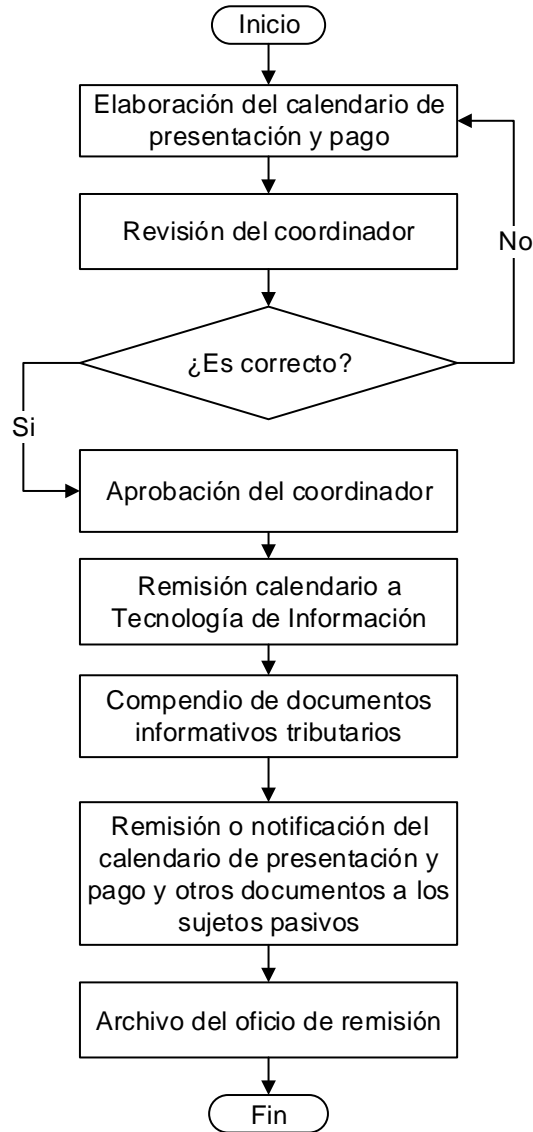 Inicio
Elaboración del calendario de
presentación y pago
Revisión del coordinador
No
¿Es correcto?
Si
Aprobación del coordinador
Remisión calendario a
Tecnología de Información
Compendio de documentos
informativos tributarios
Remisión o notificación del
calendario de presentación y
pago y otros documentos a los
sujetos pasivos
Archivo del oficio de remisión
Fin